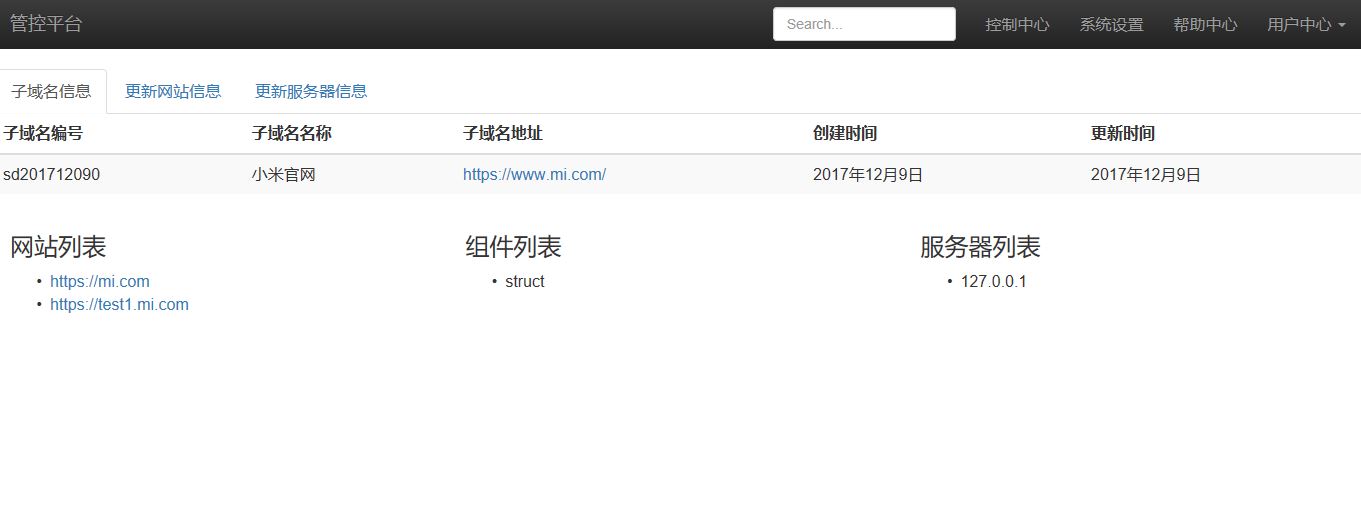 管控平台 Search... 控制中心 系统设置 帮助中心 用户中心
子域名信息 更新网站信息 更新服务器信息
子域名编号 子域名名称 子域名地址 创建时间 更新时间
sd201712090 小米官网 https://www.mi.com/ 2017年12月9日 2017年12月9日
网站列表 组件列表 服务器列表
• https://mi.com • struct • 127.0.0.1
• https://test1.mi.com